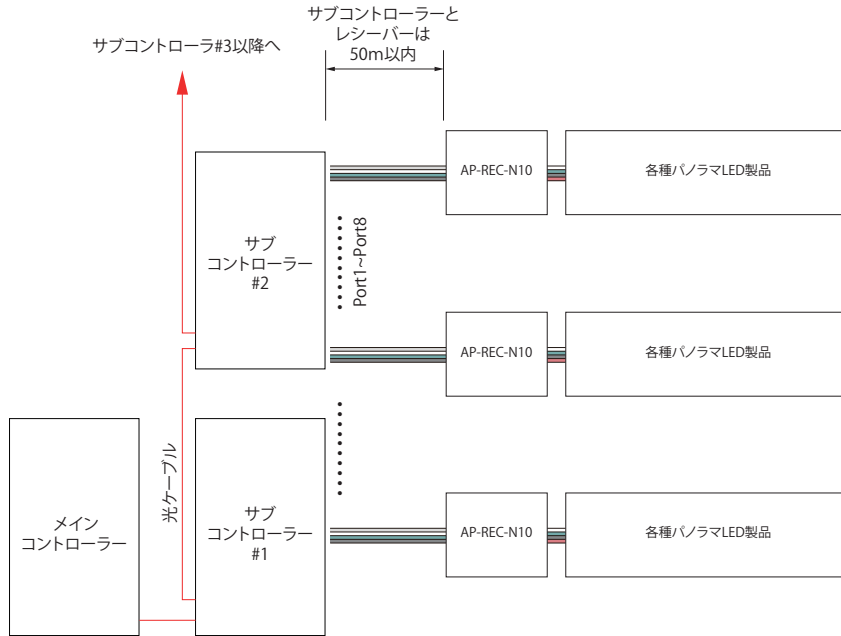 サブコントローラーと
レシーバーは
50m以内
サブコントローラ#3以降へ
AP-REC-N10
各種パノラマLED製品
サブ
コントローラー
#2
Port1~Port8
AP-REC-N10
各種パノラマLED製品
光ケーブル
メイン
コントローラー
サブ
コントローラー
#1
AP-REC-N10
各種パノラマLED製品